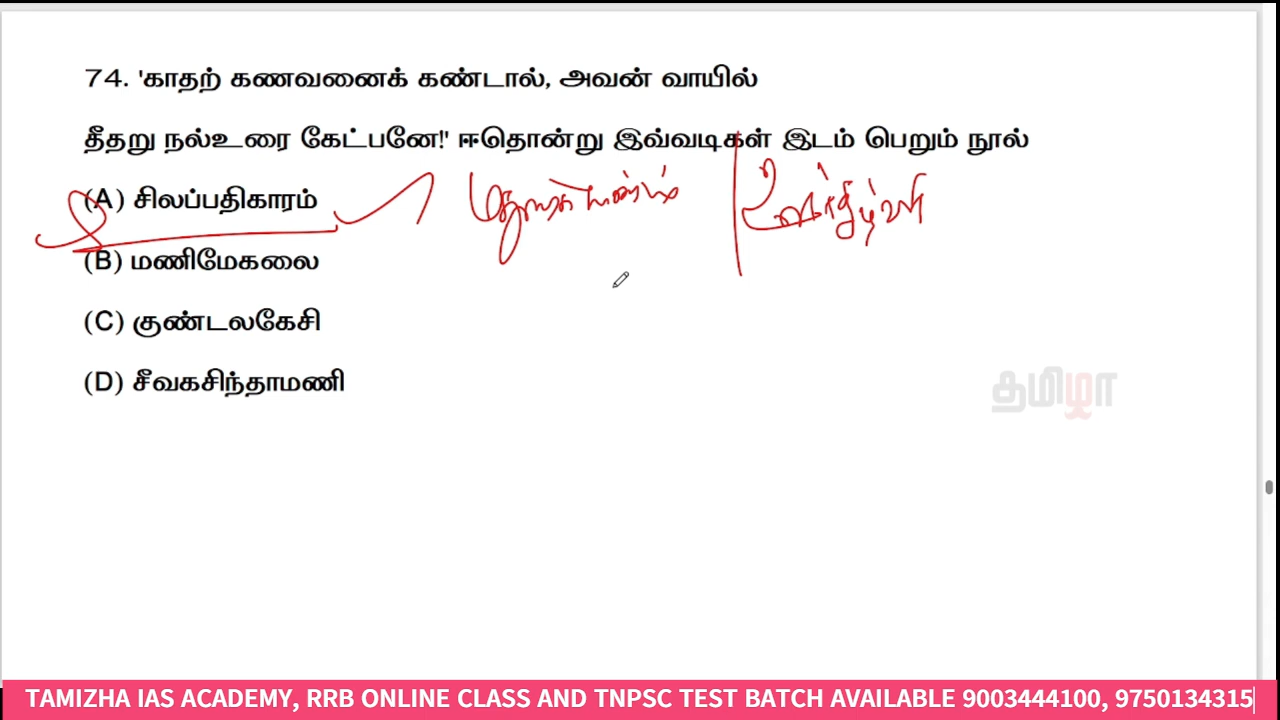 74. 'காதற் கணவனைக் கண்டால், அவன் வாயில்
தீதறு நல்உரை கேட்பனே!' ஈதொன்று இவ்வடிகள் இடம் பெறும் நூல்
(A) சிலப்பதிகாரம்
(B) மணிமேகலை
(C) குண்டலகேசி
(D) சீவகசிந்தாமணி
தமிழா
TAMIZHA IAS ACADEMY, RRB ONLINE CLASS AND TNPSC TEST BATCH AVAILABLE 9003444100, 9750134315